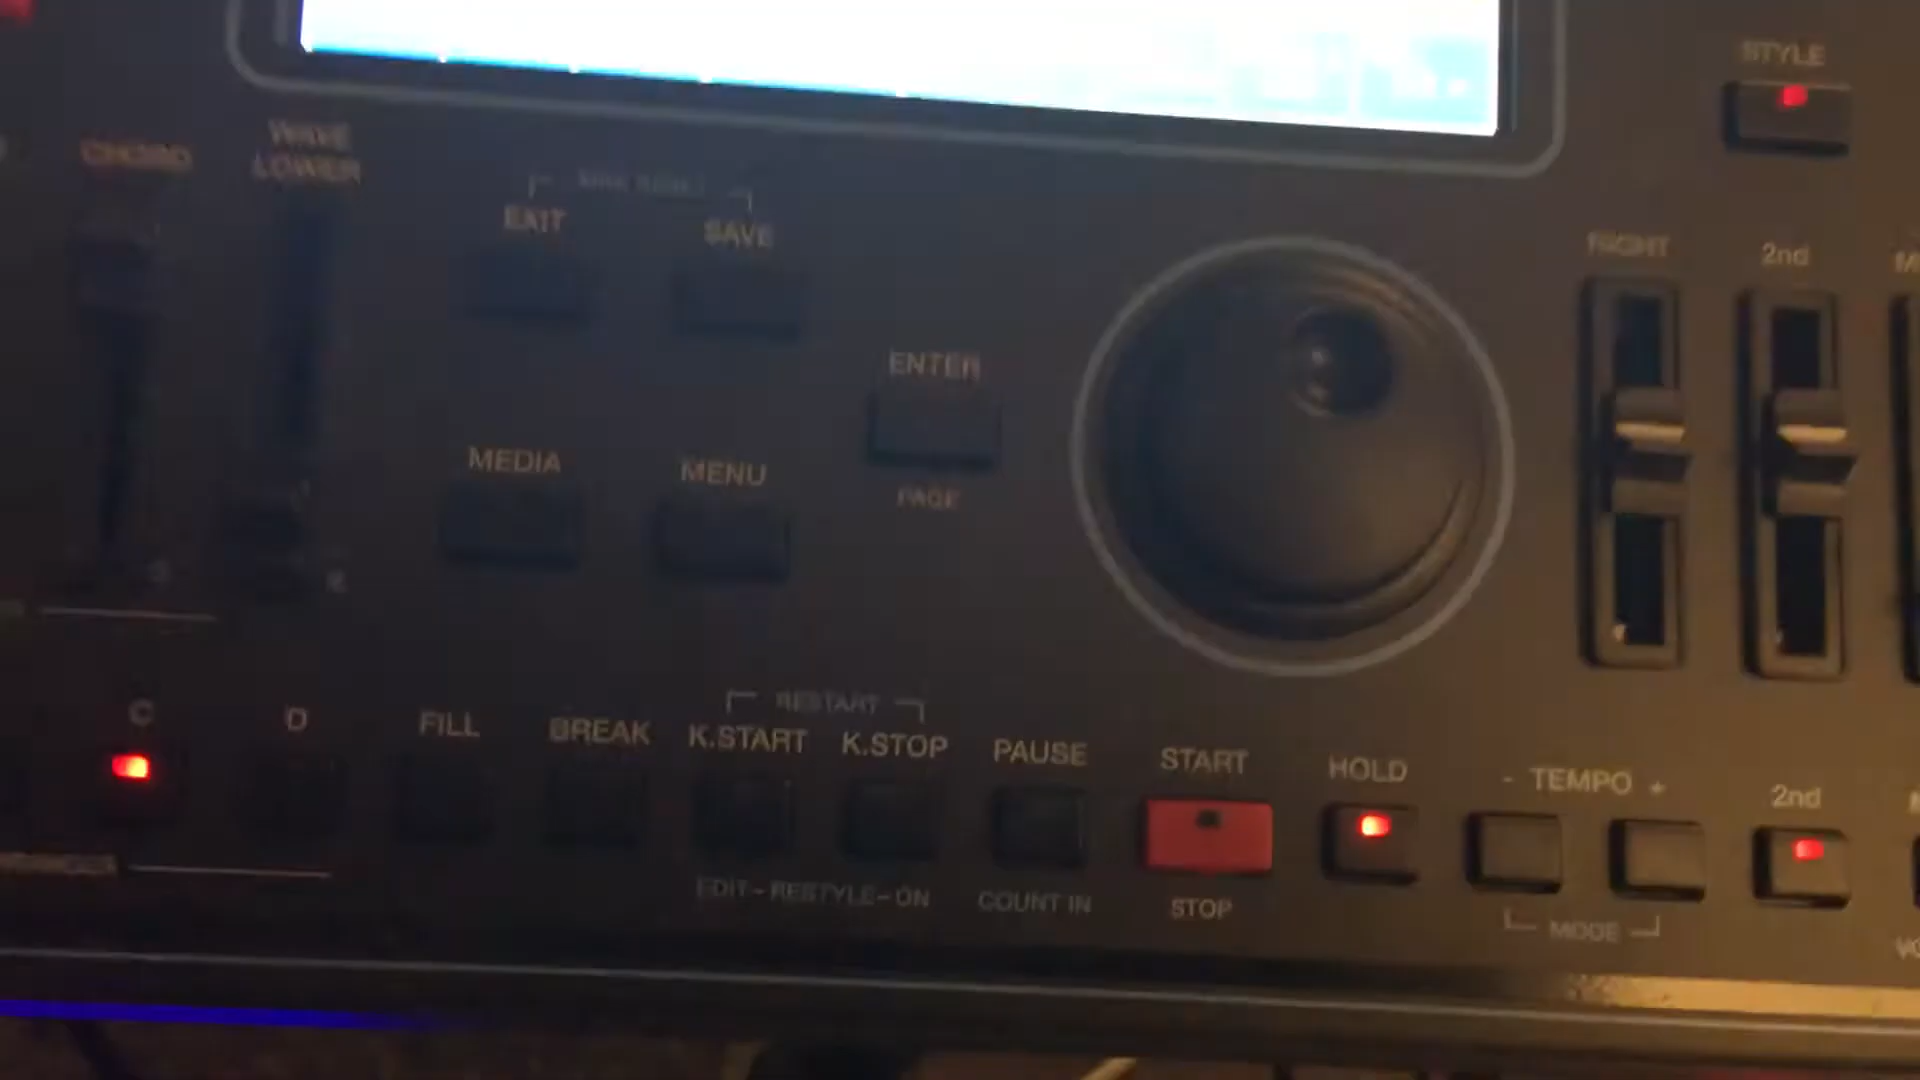 STYLE
CHORD
WAVE
LOWER
EXIT
SAVE
RIGHT
2nd
ENTER
MEDIA
MENU
PAGE
RESTART
C
D
FILL
BREAK
K.START
K.STOP
PAUSE
START
HOLD
- TEMPO +
2nd
EDIT - RESTYLE - ON
COUNT IN
STOP
MODE